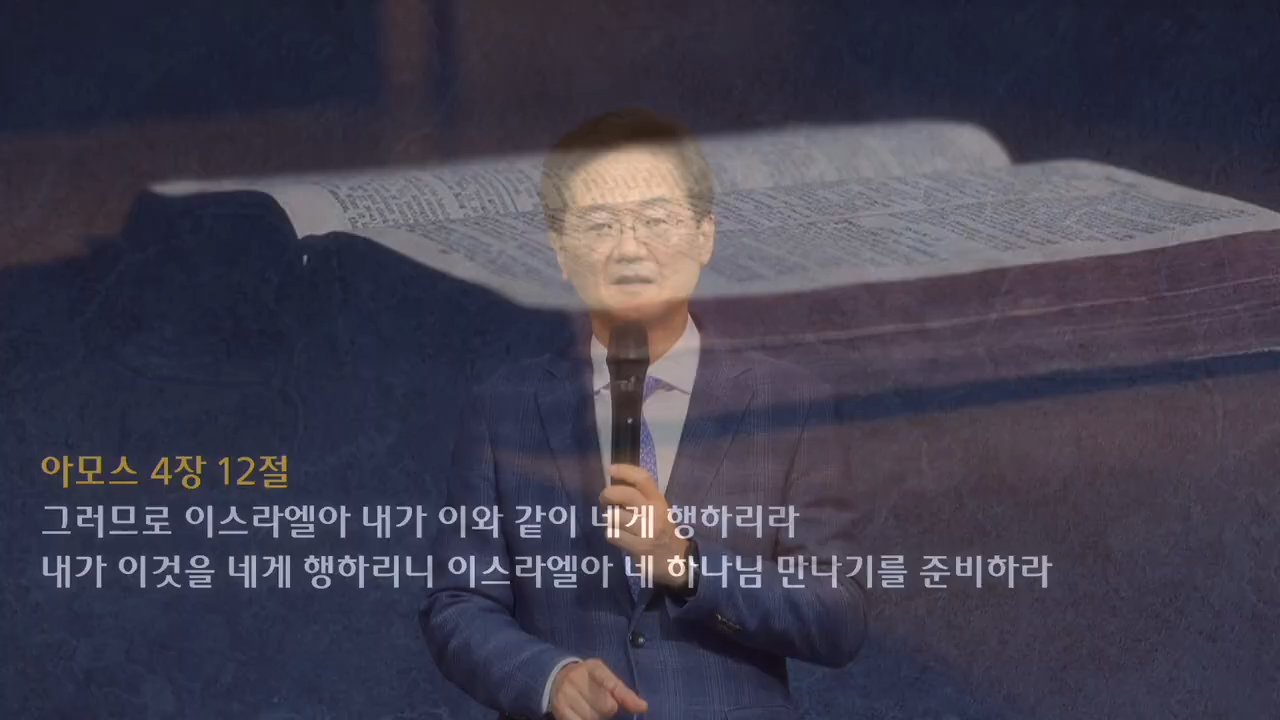 아모스 4장 12절
그러므로 이스라엘아 내가 이와 같이 네게 행하리라
내가 이것을 네게 행하리니 이스라엘아 네 하나님 만나기를 준비하라